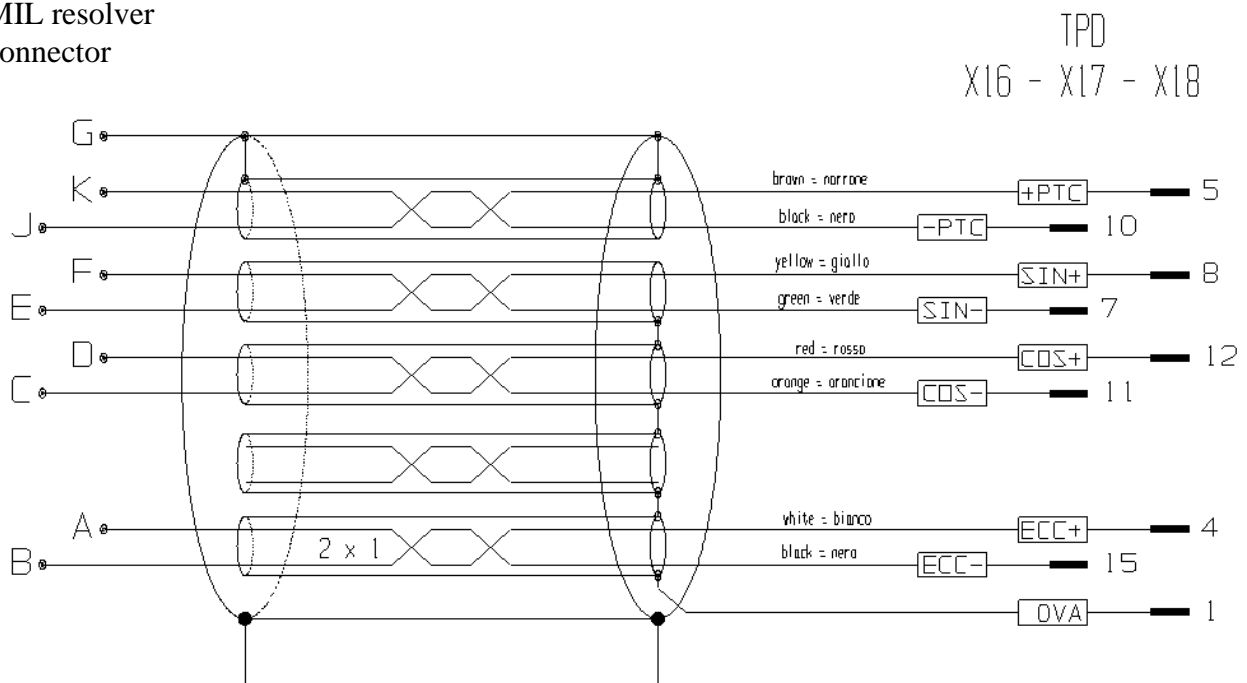 MIL resolver
onnector
TPD
X16 - X17 - X18
G
K brown = marrone +PTC 5
J black = nero -PTC 10
F yellow = giallo SIN+ 8
E green = verde SIN- 7
D red = rosso COS+ 12
C orange = arancione COS- 11
A white = bianco ECC+ 4
2 x 1
B black = nero ECC- 15
0VA 1